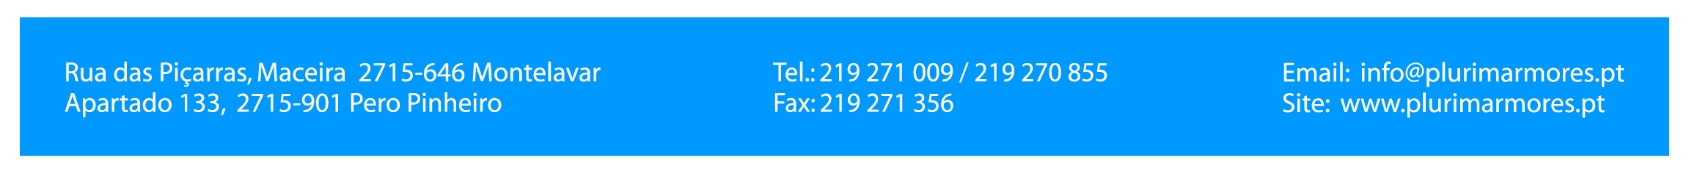 Rua das Piçarras, Maceira 2715-646 Montelavar
Apartado 133, 2715-901 Pero Pinheiro
Tel.: 219 271 009 / 219 270 855
Fax: 219 271 356
Email: info@plurimarmores.pt
Site: www.plurimarmores.pt